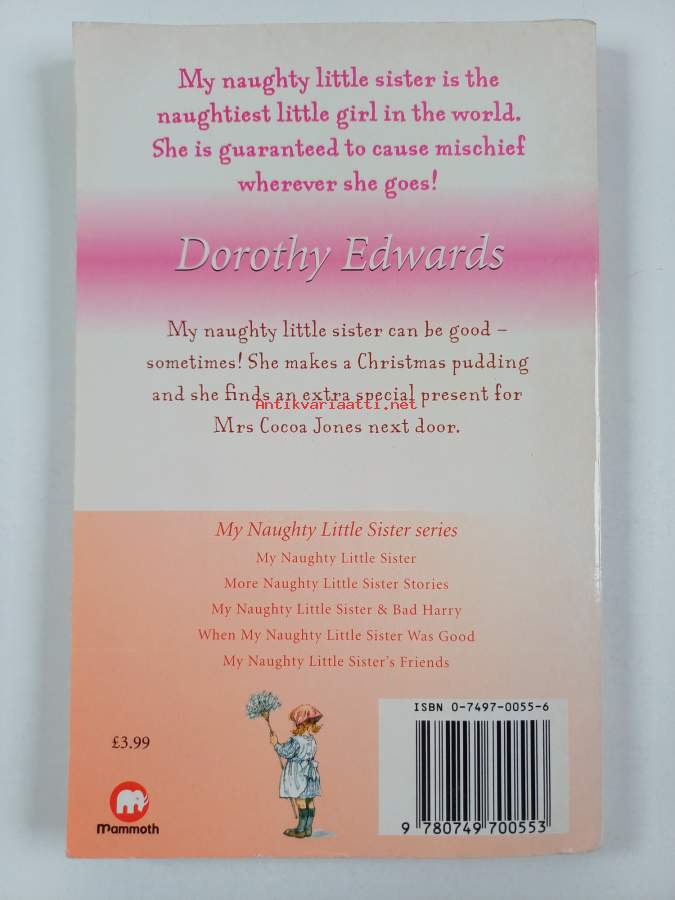 My naughty little sister is the
naughtiest little girl in the world.
She is guaranteed to cause mischief
wherever she goes!
Dorothy Edwards
My naughty little sister can be good –
sometimes! She makes a Christmas pudding
and she finds an extra special present for
Antikvariaatti.net
Mrs Cocoa Jones next door.
My Naughty Little Sister series
My Naughty Little Sister
More Naughty Little Sister Stories
My Naughty Little Sister & Bad Harry
When My Naughty Little Sister Was Good
My Naughty Little Sister's Friends
ISBN 0-7497-0055-6
£3.99
mammoth
9 780749 700553